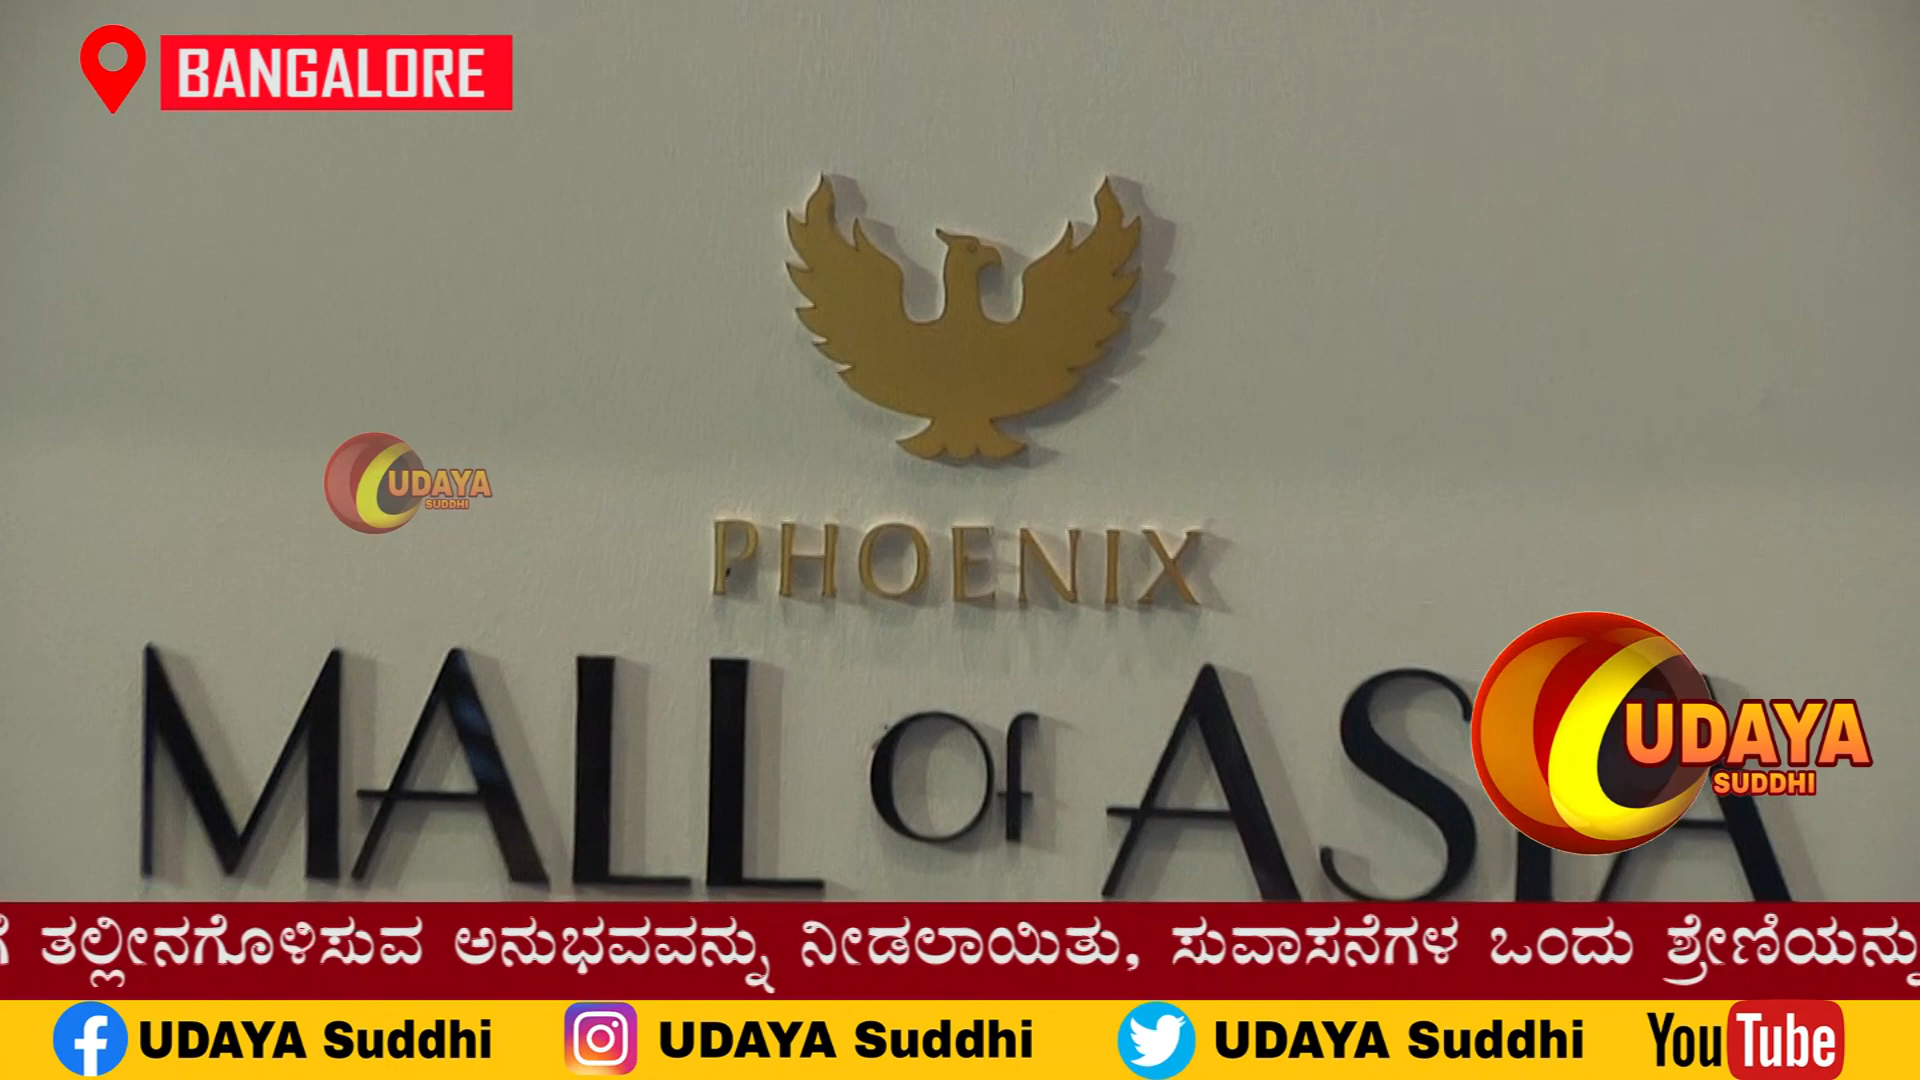 BANGALORE
UDAYA
SUDDHI
PHOENIX
MALL of ASIA
UDAYA
SUDDHI
ತಲ್ಲೀನಗೊಳಿಸುವ ಅನುಭವವನ್ನು ನೀಡಲಾಯಿತು, ಸುವಾಸನೆಗಳ ಒಂದು ಶ್ರೇಣಿಯನ್ನು
UDAYA Suddhi UDAYA Suddhi UDAYA Suddhi YouTube